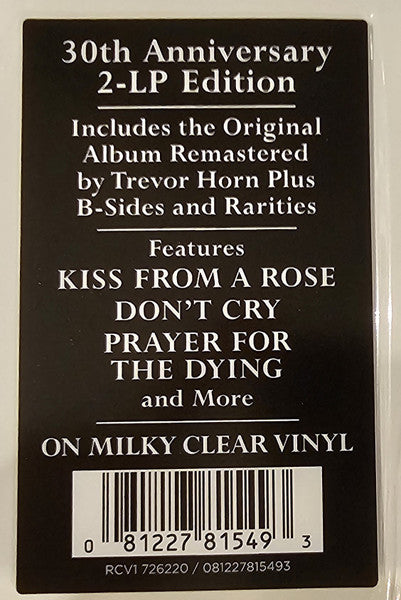 30th Anniversary
2-LP Edition
Includes the Original
Album Remastered
by Trevor Horn Plus
B-Sides and Rarities
Features
KISS FROM A ROSE
DON'T CRY
PRAYER FOR
THE DYING
and More
ON MILKY CLEAR VINYL
0 81227 81549 3
RCV1 726220 / 081227815493